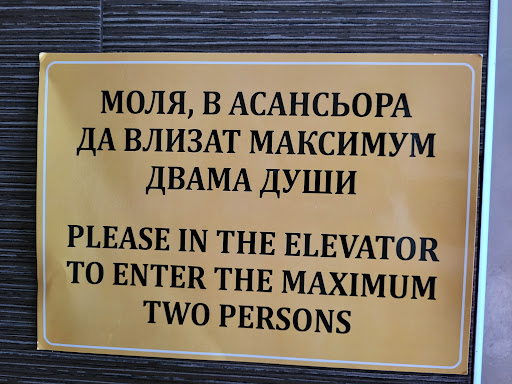 МОЛЯ, В АСАНСЬОРА
ДА ВЛИЗАТ МАКСИМУМ
ДВАМА ДУШИ
PLEASE IN THE ELEVATOR
TO ENTER THE MAXIMUM
TWO PERSONS